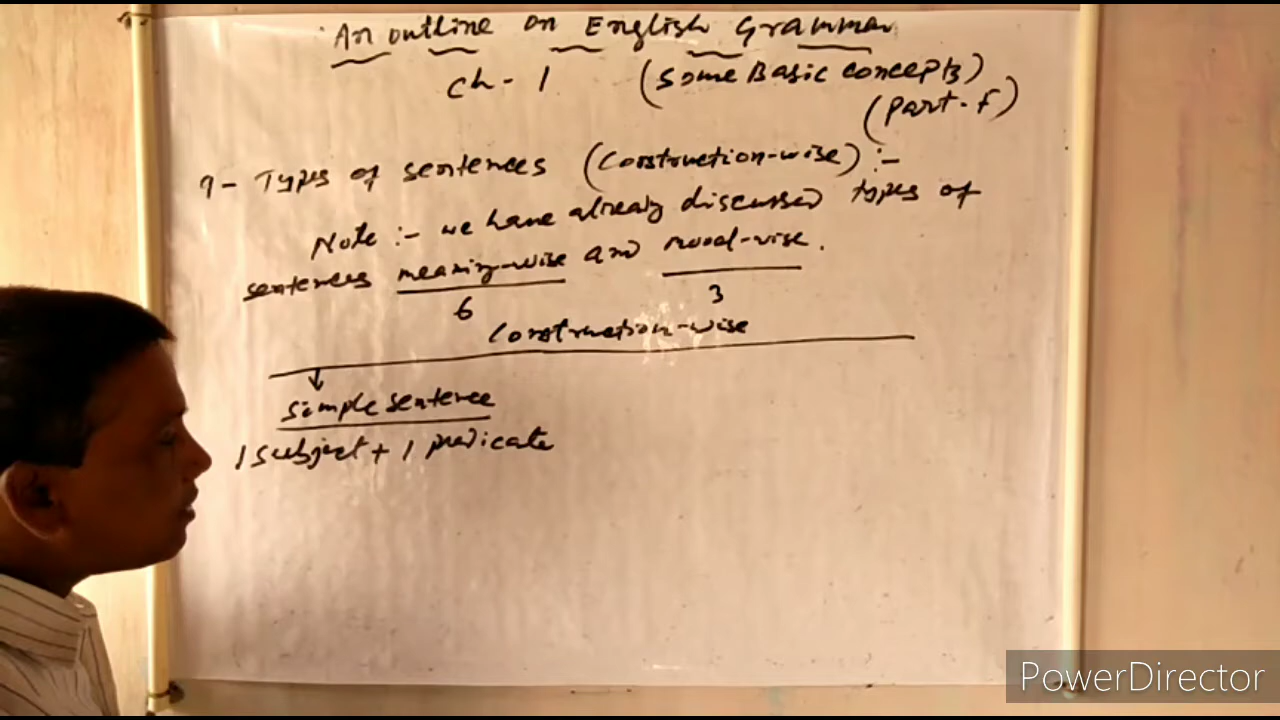 An outline on English Grammar
Ch - 1 (Some Basic concepts)
(Part - f)
9 - Types of sentences (Construction-wise) :-
Note :- we have already discussed types of
sentences meaning-wise and mood-wise.
6 3
Construction-wise
Simple sentence
1 subject + 1 predicate
PowerDirector